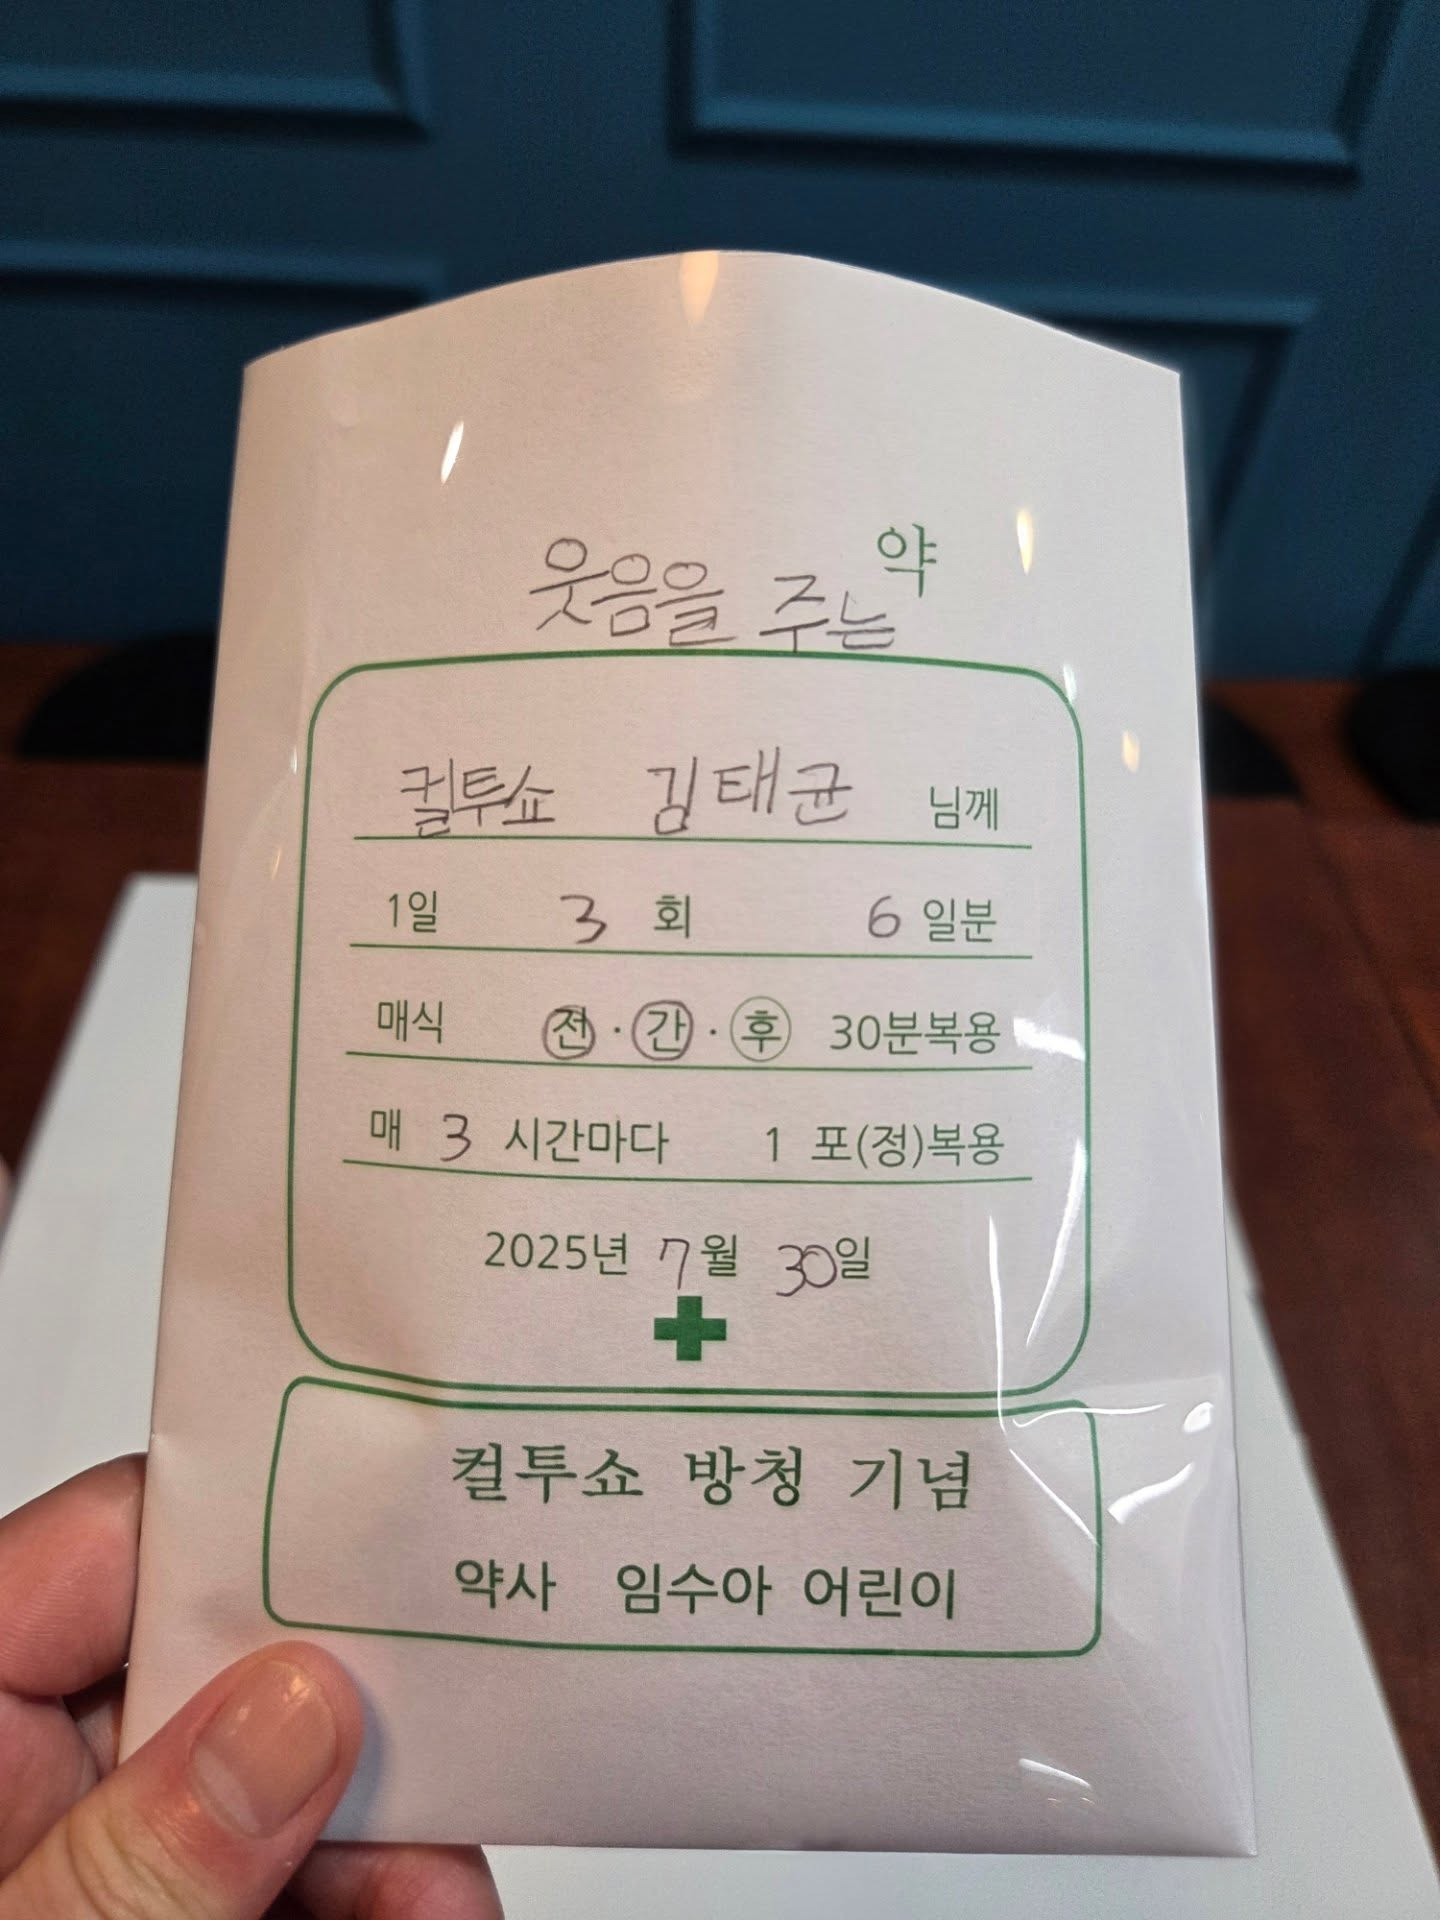 웃음을 주는 약
컬투쇼 김태균 님께
1일 3 회 6 일분
매식 전·간·후 30분복용
매 3 시간마다 1 포(정)복용
2025년 7월 30일
컬투쇼 방청 기념
약사 임수아 어린이